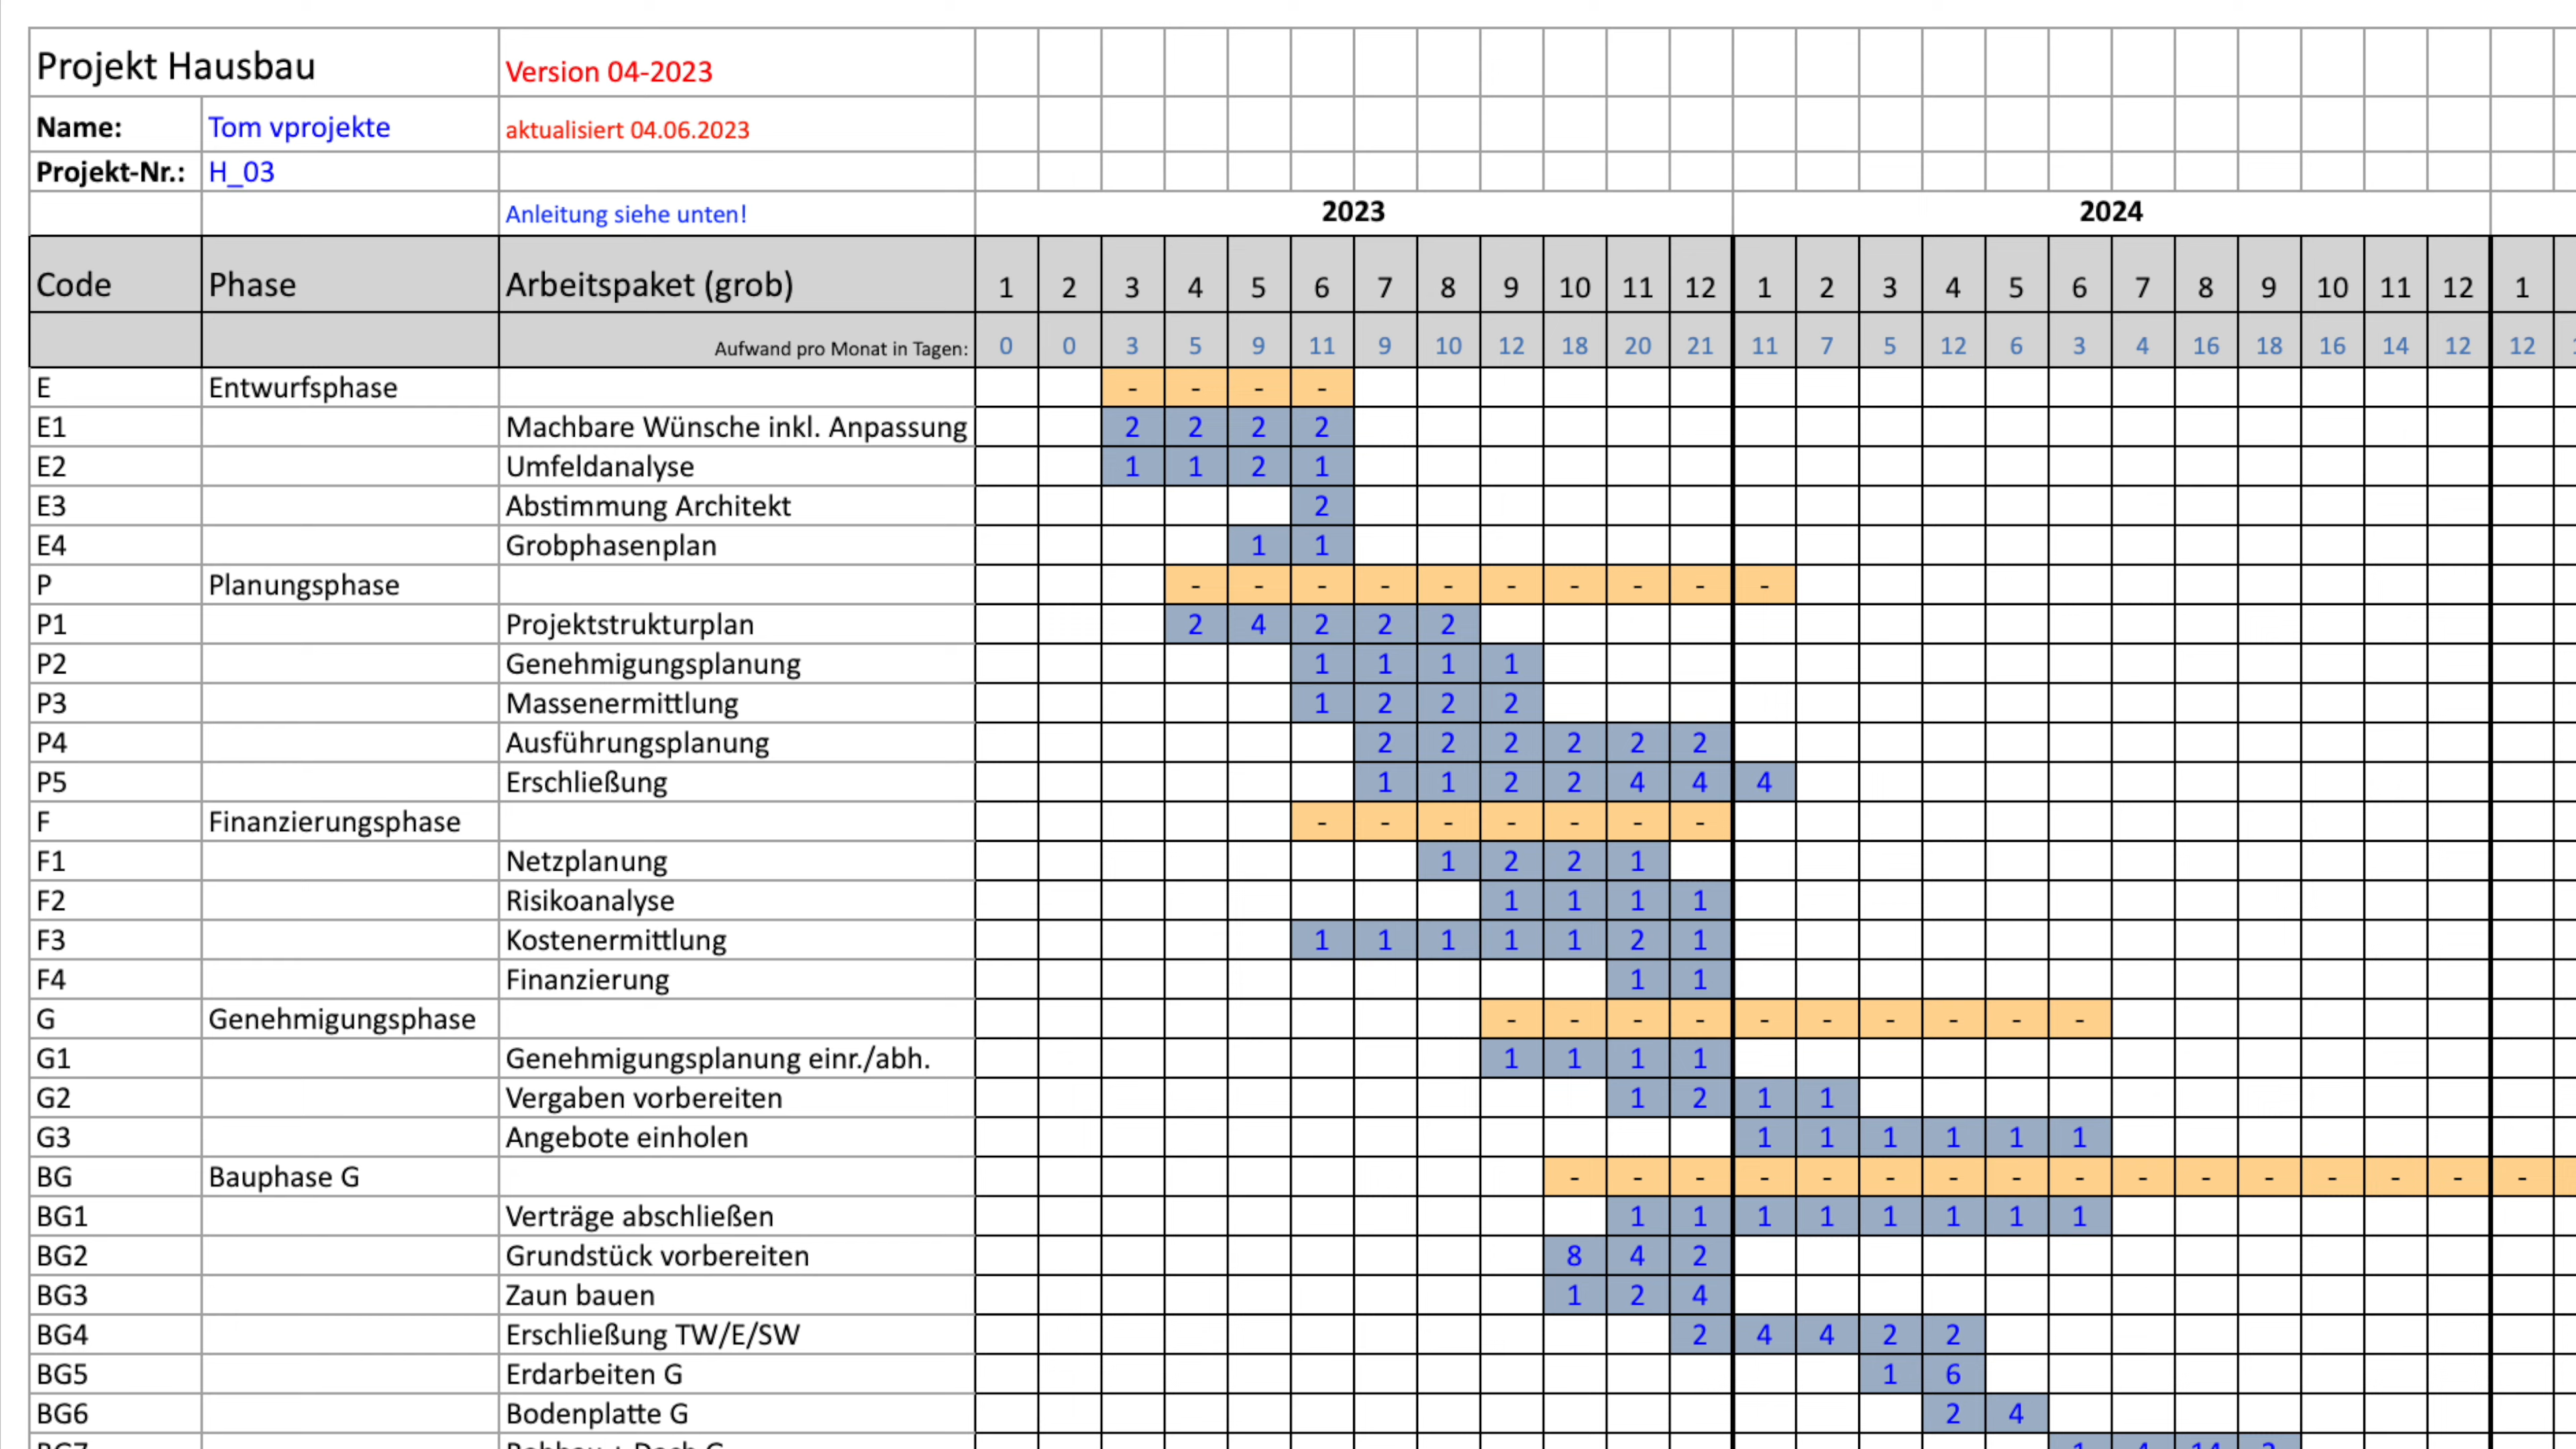 Projekt Hausbau Version 04-2023
Name: Tom vprojekte aktualisiert 04.06.2023
Projekt-Nr.: H_03
Anleitung siehe unten! 2023 2024
Code Phase Arbeitspaket (grob) 1 2 3 4 5 6 7 8 9 10 11 12 1 2 3 4 5 6 7 8 9 10 11 12 1
Aufwand pro Monat in Tagen: 0 0 3 5 9 11 9 10 12 18 20 21 11 7 5 12 6 3 4 16 18 16 14 12 12
E Entwurfsphase - - - -
E1 Machbare Wünsche inkl. Anpassung 2 2 2 2
E2 Umfeldanalyse 1 1 2 1
E3 Abstimmung Architekt 2
E4 Grobphasenplan 1 1
P Planungsphase - - - - - - - - - -
P1 Projektstrukturplan 2 4 2 2 2
P2 Genehmigungsplanung 1 1 1 1
P3 Massenermittlung 1 2 2 2
P4 Ausführungsplanung 2 2 2 2 2 2
P5 Erschließung 1 1 2 2 4 4 4
F Finanzierungsphase - - - - - - -
F1 Netzplanung 1 2 2 1
F2 Risikoanalyse 1 1 1 1
F3 Kostenermittlung 1 1 1 1 1 2 1
F4 Finanzierung 1 1
G Genehmigungsphase - - - - - - - - - -
G1 Genehmigungsplanung einr./abh. 1 1 1 1
G2 Vergaben vorbereiten 1 2 1 1
G3 Angebote einholen 1 1 1 1 1 1
BG Bauphase G - - - - - - - - - - - - - - - -
BG1 Verträge abschließen 1 1 1 1 1 1 1 1
BG2 Grundstück vorbereiten 8 4 2
BG3 Zaun bauen 1 2 4
BG4 Erschließung TW/E/SW 2 4 4 2 2
BG5 Erdarbeiten G 1 6
BG6 Bodenplatte G 2 4